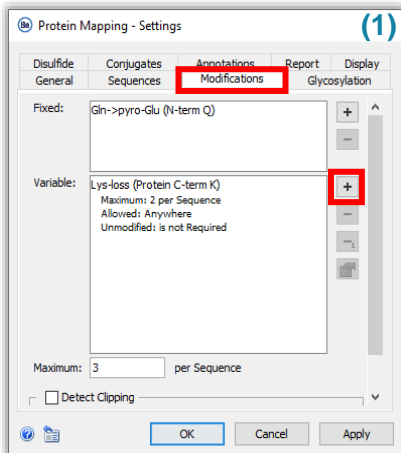 Protein Mapping - Settings
(1)
Disulfide Conjugates Annotations Report Display
General Sequences Modifications Glycosylation
Fixed: Gln->pyro-Glu (N-term Q)
+
−
Variable: Lys-loss (Protein C-term K)
+
Maximum: 2 per Sequence
Allowed: Anywhere
−
Unmodified: is not Required
−1
Maximum: 3 per Sequence
Detect Clipping
OK Cancel Apply